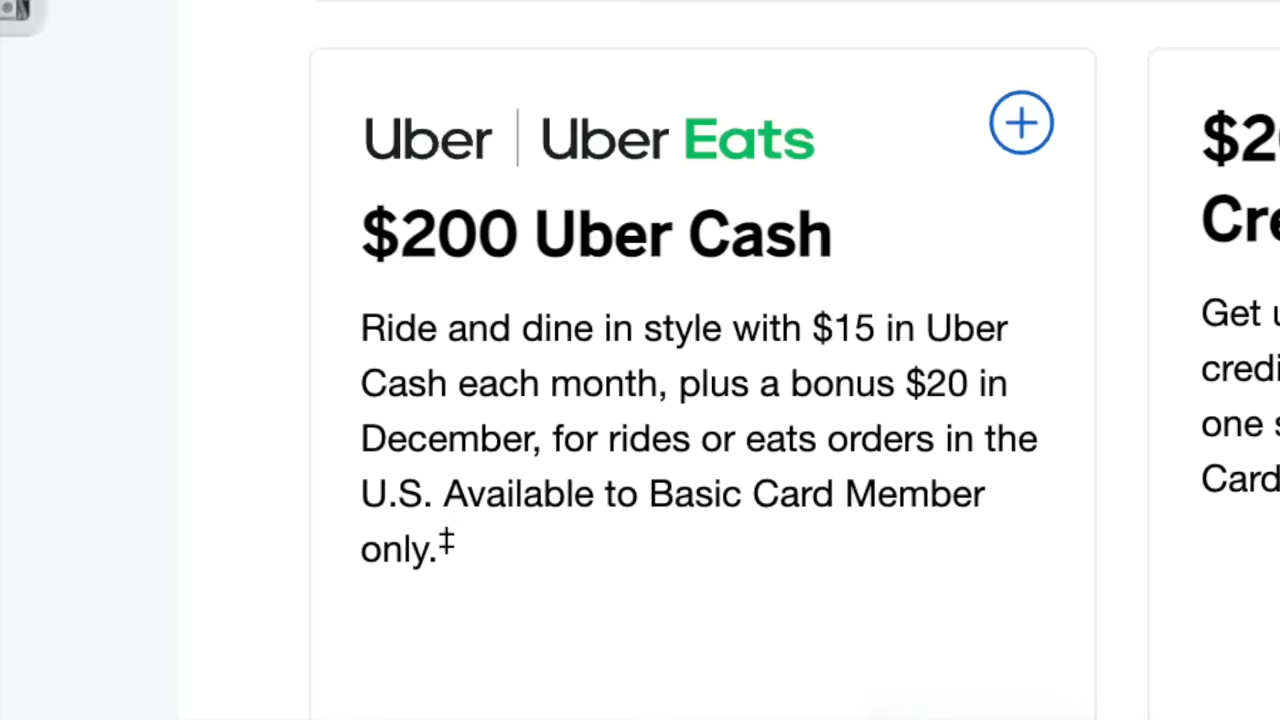 Uber | Uber Eats
$200 Uber Cash
Ride and dine in style with $15 in Uber
Cash each month, plus a bonus $20 in
December, for rides or eats orders in the
U.S. Available to Basic Card Member
only.‡
Get
one
Card